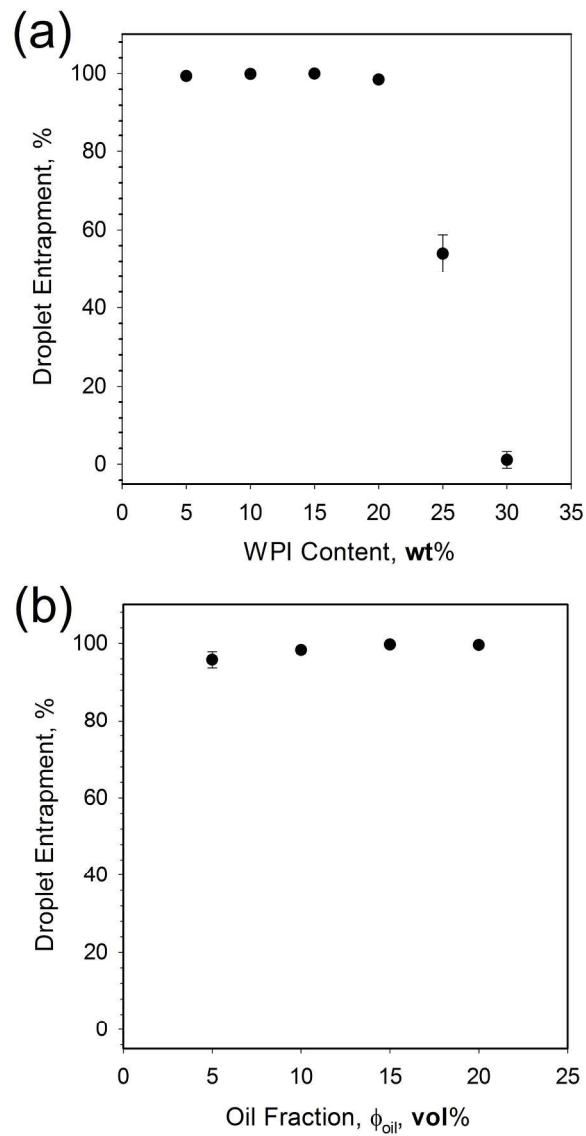 (a)
100
80
60
40
20
0
Droplet Entrapment, %
0 5 10 15 20 25 30 35
WPI Content, wt%
(b)
100
80
60
40
20
0
Droplet Entrapment, %
0 5 10 15 20 25
Oil Fraction, ϕoil, vol%